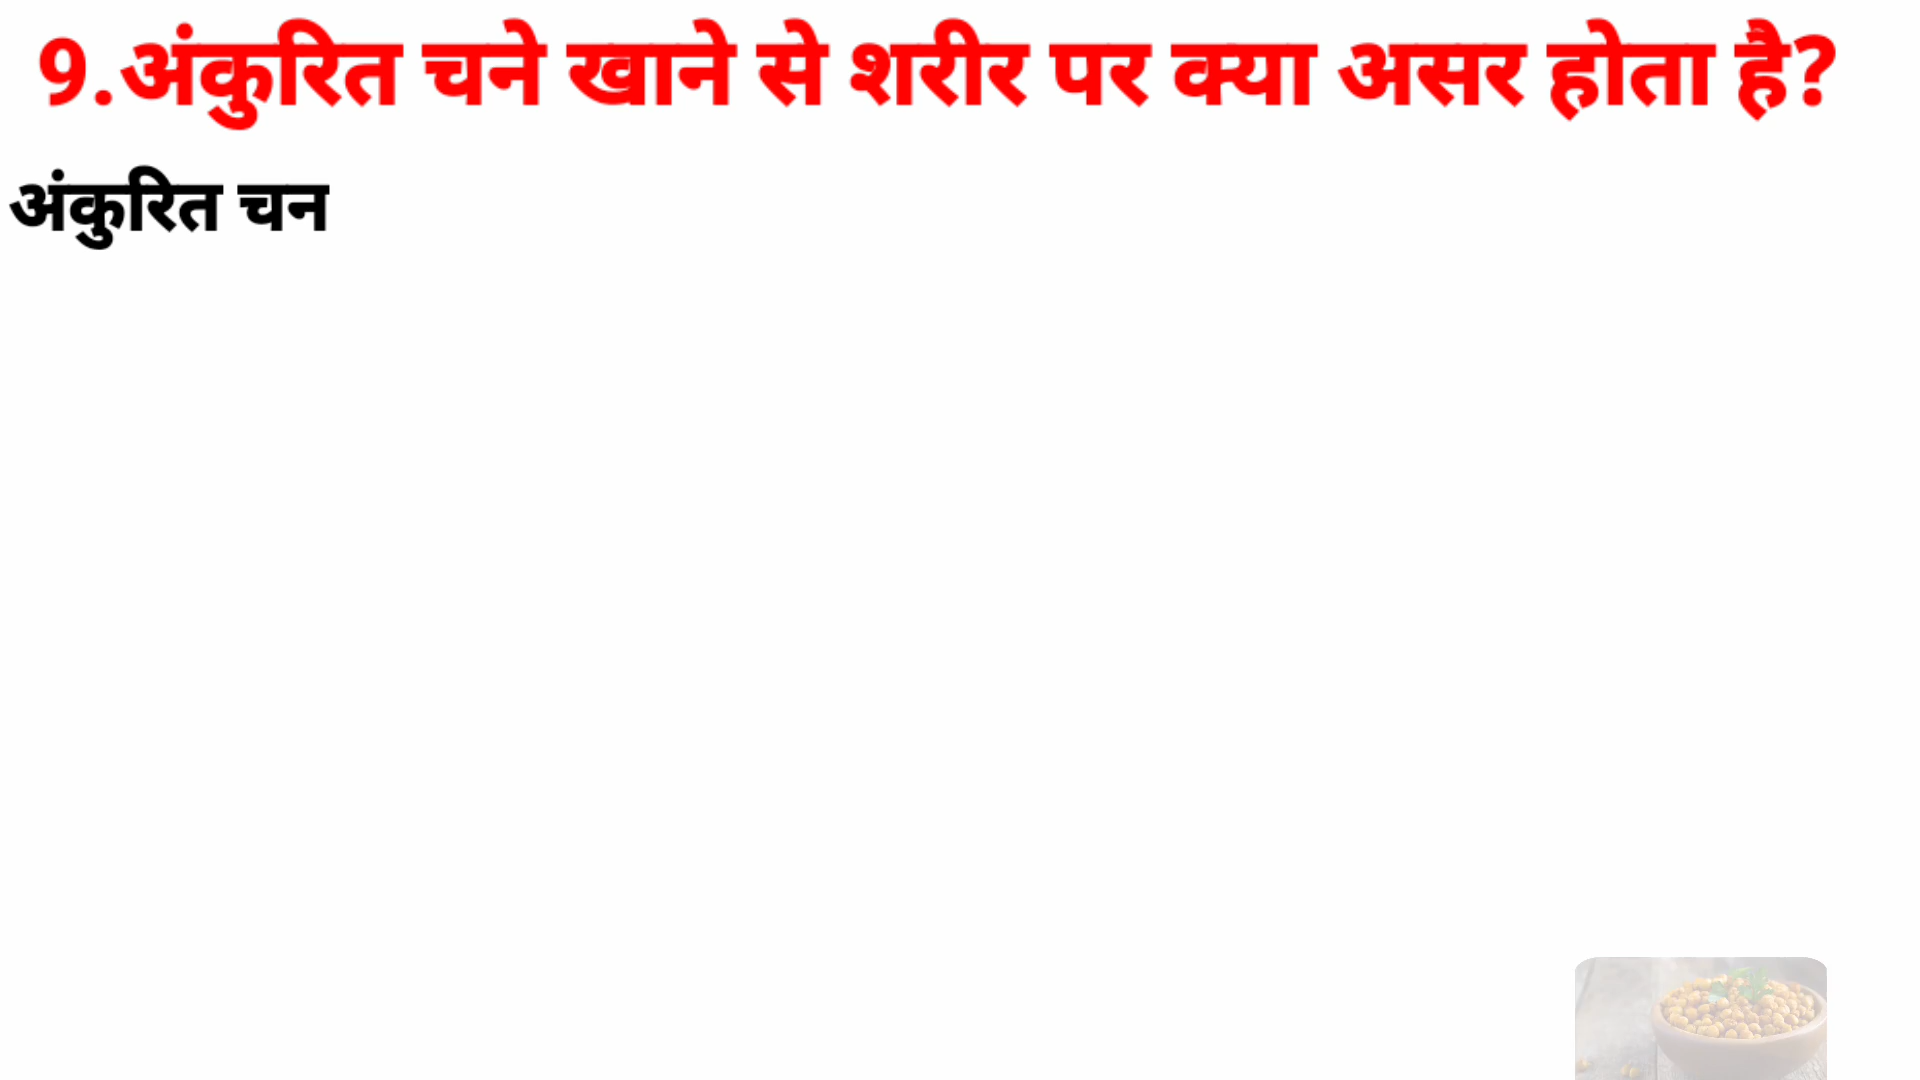 9.अंकुरित चने खाने से शरीर पर क्या असर होता है?
अंकुरित चन